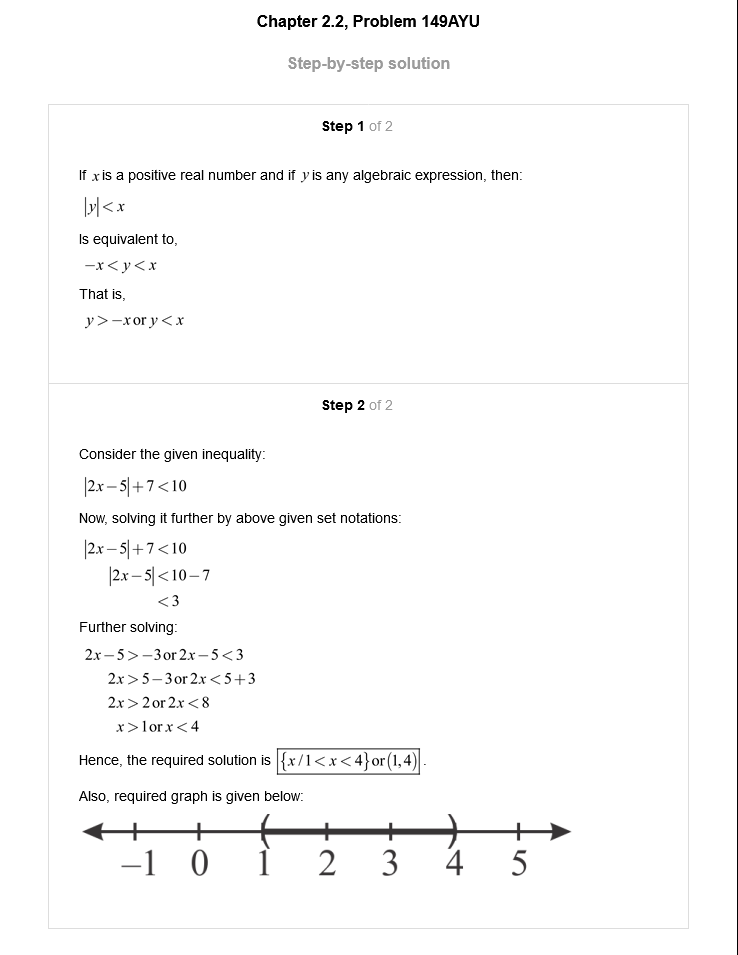 Chapter 2.2, Problem 149AYU
Step-by-step solution
Step 1 of 2
If x is a positive real number and if y is any algebraic expression, then:
|y| < x
Is equivalent to,
−x < y < x
That is,
y > −x or y < x
Step 2 of 2
Consider the given inequality:
|2x − 5| + 7 < 10
Now, solving it further by above given set notations:
|2x − 5| + 7 < 10
|2x − 5| < 10 − 7
< 3
Further solving:
2x − 5 > −3 or 2x − 5 < 3
2x > 5 − 3 or 2x < 5 + 3
2x > 2 or 2x < 8
x > 1 or x < 4
Hence, the required solution is {x / 1 < x < 4} or (1, 4) .
Also, required graph is given below:
−1 0 1 2 3 4 5